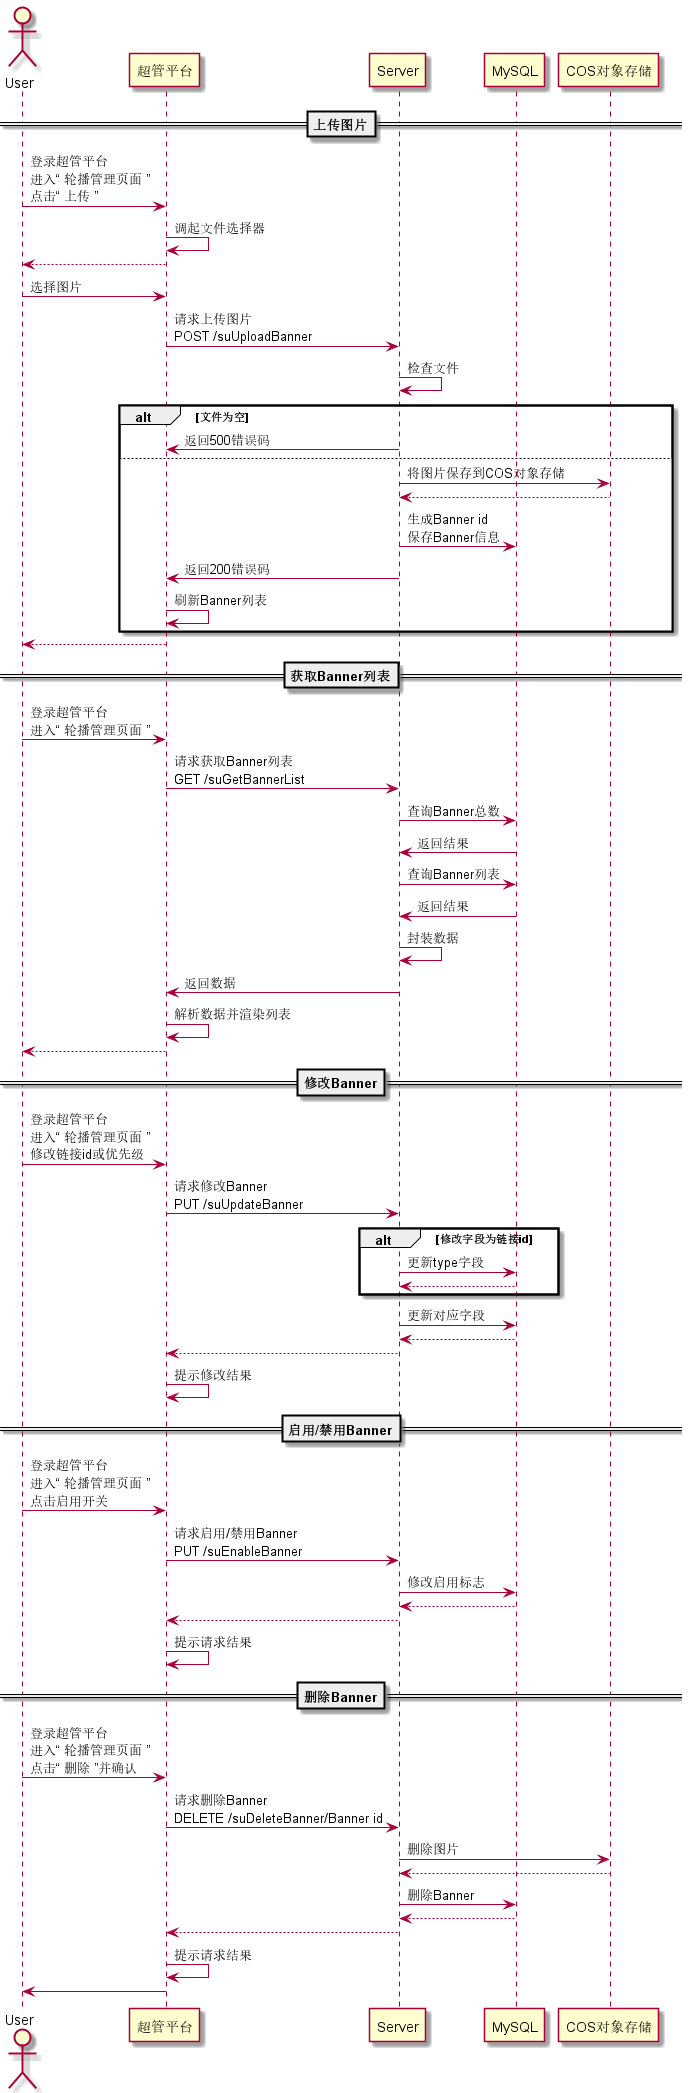 User
超管平台
Server
MySQL
COS对象存储
上传图片
登录超管平台
进入“ 轮播管理页面 ”
点击“ 上传 ”
调起文件选择器
选择图片
请求上传图片
POST /suUploadBanner
检查文件
alt
[文件为空]
返回500错误码
将图片保存到COS对象存储
生成Banner id
保存Banner信息
返回200错误码
刷新Banner列表
获取Banner列表
登录超管平台
进入“ 轮播管理页面 ”
请求获取Banner列表
GET /suGetBannerList
查询Banner总数
返回结果
查询Banner列表
返回结果
封装数据
返回数据
解析数据并渲染列表
修改Banner
登录超管平台
进入“ 轮播管理页面 ”
修改链接id或优先级
请求修改Banner
PUT /suUpdateBanner
alt
[修改字段为链接id]
更新type字段
更新对应字段
提示修改结果
启用/禁用Banner
登录超管平台
进入“ 轮播管理页面 ”
点击启用开关
请求启用/禁用Banner
PUT /suEnableBanner
修改启用标志
提示请求结果
删除Banner
登录超管平台
进入“ 轮播管理页面 ”
点击“ 删除 ”并确认
请求删除Banner
DELETE /suDeleteBanner/Banner id
删除图片
删除Banner
提示请求结果
User
超管平台
Server
MySQL
COS对象存储